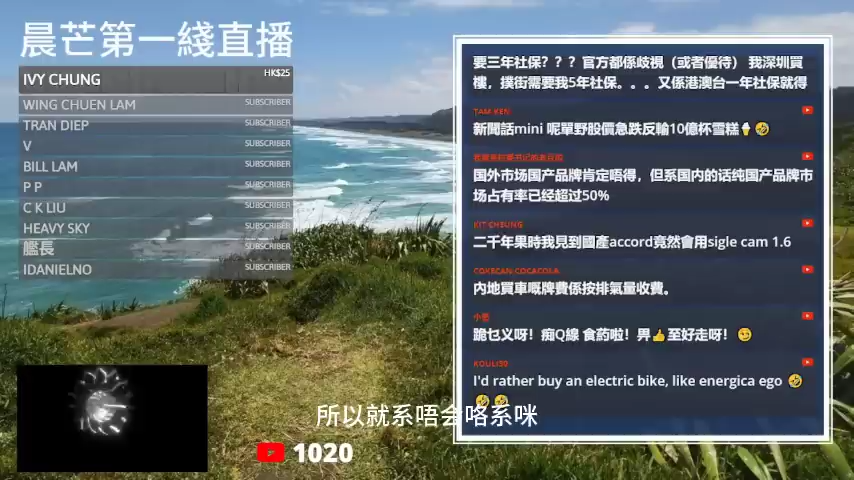 晨芒第一綫直播
IVY CHUNG HK$25
WING CHUEN LAM SUBSCRIBER
TRAN DIEP SUBSCRIBER
V SUBSCRIBER
BILL LAM SUBSCRIBER
P P SUBSCRIBER
C K LIU SUBSCRIBER
HEAVY SKY SUBSCRIBER
艦長 SUBSCRIBER
IDANIELNO SUBSCRIBER
要三年社保？？？官方都係歧視（或者優待） 我深圳買
樓，撲街需要我5年社保。。。又係港澳台一年社保就得
TAM KEN
新聞話mini 呢單野股價急跌反輸10億杯雪糕🍦🤣
国外市场国产品牌肯定唔得，但系国内的话纯国产品牌市
场占有率已经超过50%
KIT CHEUNG
二千年果時我見到國產accord竟然會用sigle cam 1.6
COKECAN COCACOLA
内地買車嘅牌費係按排氣量收費。
跪乜义呀！痴Q線 食葯啦！畀👍至好走呀！😏
KOULI30
I'd rather buy an electric bike, like energica ego 🤣
🤣🤣
所以就系唔会咯系咪
1020